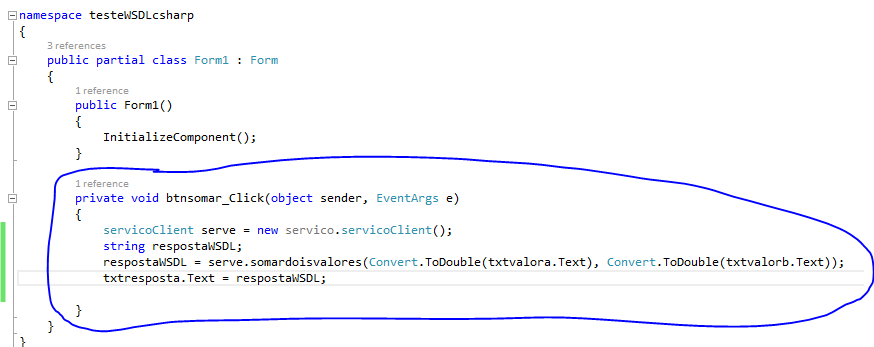 namespace testeWSDLcsharp
{
3 references
public partial class Form1 : Form
{
1 reference
public Form1()
{
InitializeComponent();
}
1 reference
private void btnsomar_Click(object sender, EventArgs e)
{
servicoClient serve = new servico.servicoClient();
string respostaWSDL;
respostaWSDL = serve.somardoisvalores(Convert.ToDouble(txtvalora.Text), Convert.ToDouble(txtvalorb.Text));
txtresposta.Text = respostaWSDL;
}
}
}